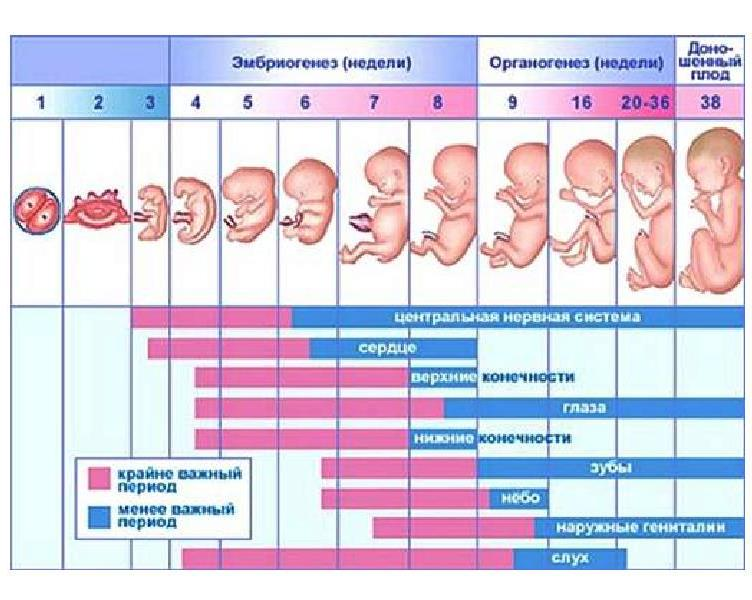 Эмбриогенез (недели)
Органогенез (недели)
Доно-
шенный
плод
1 2 3 4 5 6 7 8 9 16 20-36 38
центральная нервная система
сердце
верхние конечности
глаза
нижние конечности
зубы
небо
наружные гениталии
слух
крайне важный
период
менее важный
период